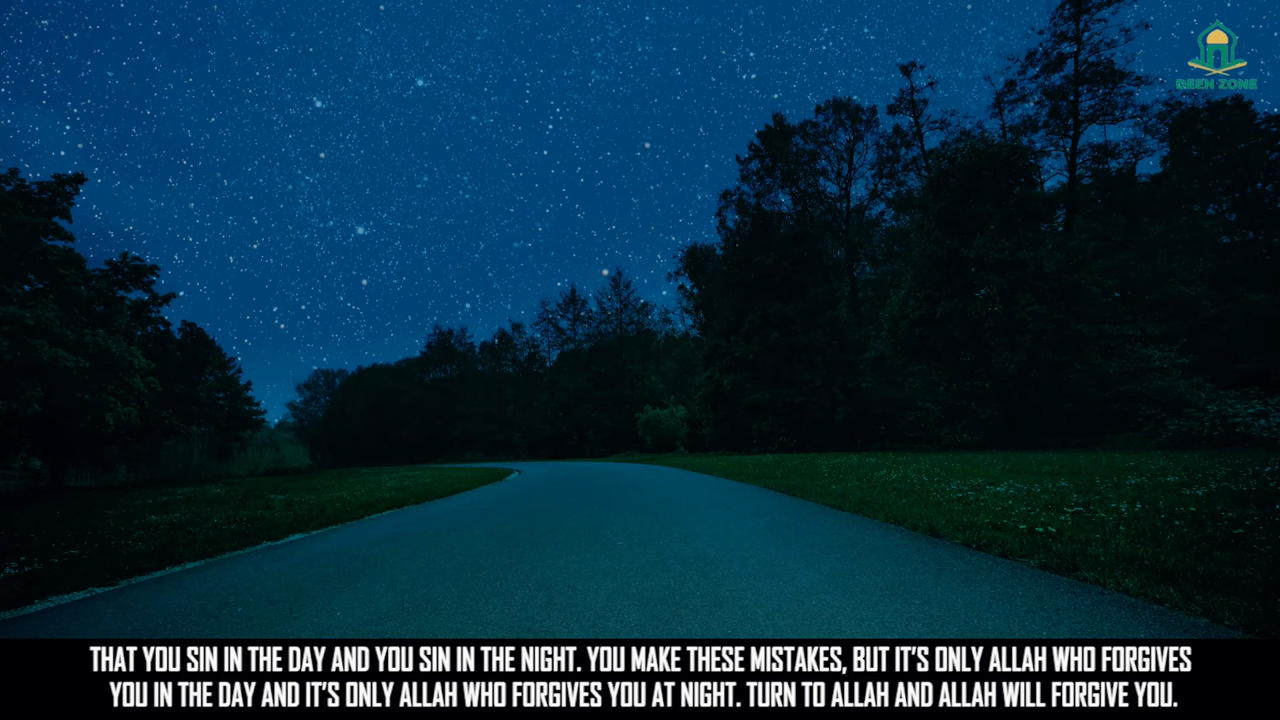 DEEN ZONE
THAT YOU SIN IN THE DAY AND YOU SIN IN THE NIGHT. YOU MAKE THESE MISTAKES, BUT IT'S ONLY ALLAH WHO FORGIVES
YOU IN THE DAY AND IT'S ONLY ALLAH WHO FORGIVES YOU AT NIGHT. TURN TO ALLAH AND ALLAH WILL FORGIVE YOU.